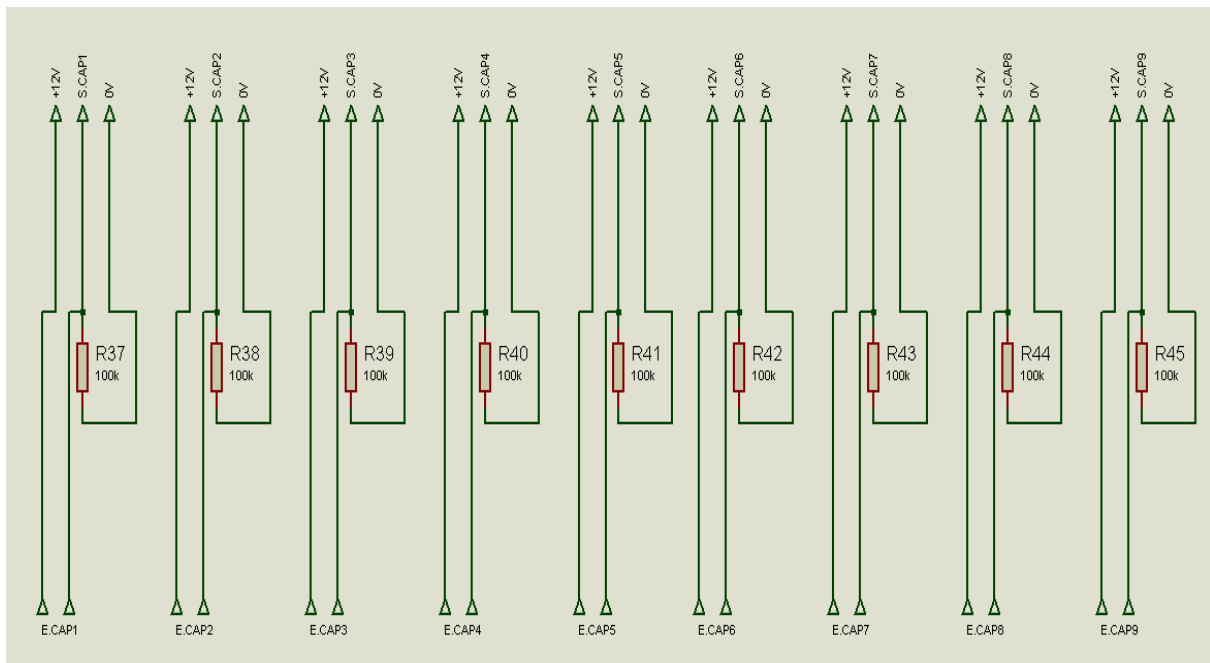 +12V S.CAP1 0V +12V S.CAP2 0V +12V S.CAP3 0V +12V S.CAP4 0V +12V S.CAP5 0V +12V S.CAP6 0V +12V S.CAP7 0V +12V S.CAP8 0V +12V S.CAP9 0V
R37 R38 R39 R40 R41 R42 R43 R44 R45
100k 100k 100k 100k 100k 100k 100k 100k 100k
E.CAP1 E.CAP2 E.CAP3 E.CAP4 E.CAP5 E.CAP6 E.CAP7 E.CAP8 E.CAP9